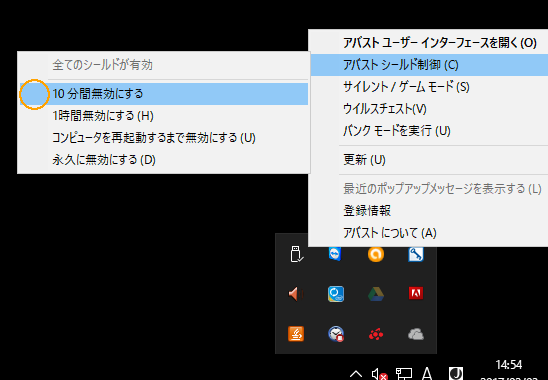 全てのシールドが有効
10 分間無効にする
1時間無効にする (H)
コンピュータを再起動するまで無効にする (U)
永久に無効にする (D)
アバスト ユーザー インターフェースを開く(O)
アバスト シールド制御 (C)
サイレント / ゲーム モード (S)
ウイルスチェスト(V)
バンク モードを実行 (U)
更新 (U)
最近のポップアップメッセージを表示する (L)
登録情報
アバスト について (A)
A
J
14:54